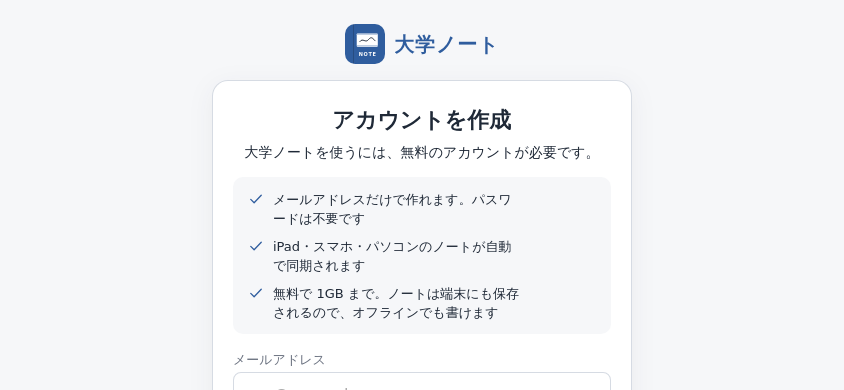 NOTE
大学ノート
アカウントを作成
大学ノートを使うには、無料のアカウントが必要です。
メールアドレスだけで作れます。パスワ
ードは不要です
iPad・スマホ・パソコンのノートが自動
で同期されます
無料で 1GB まで。ノートは端末にも保存
されるので、オフラインでも書けます
メールアドレス